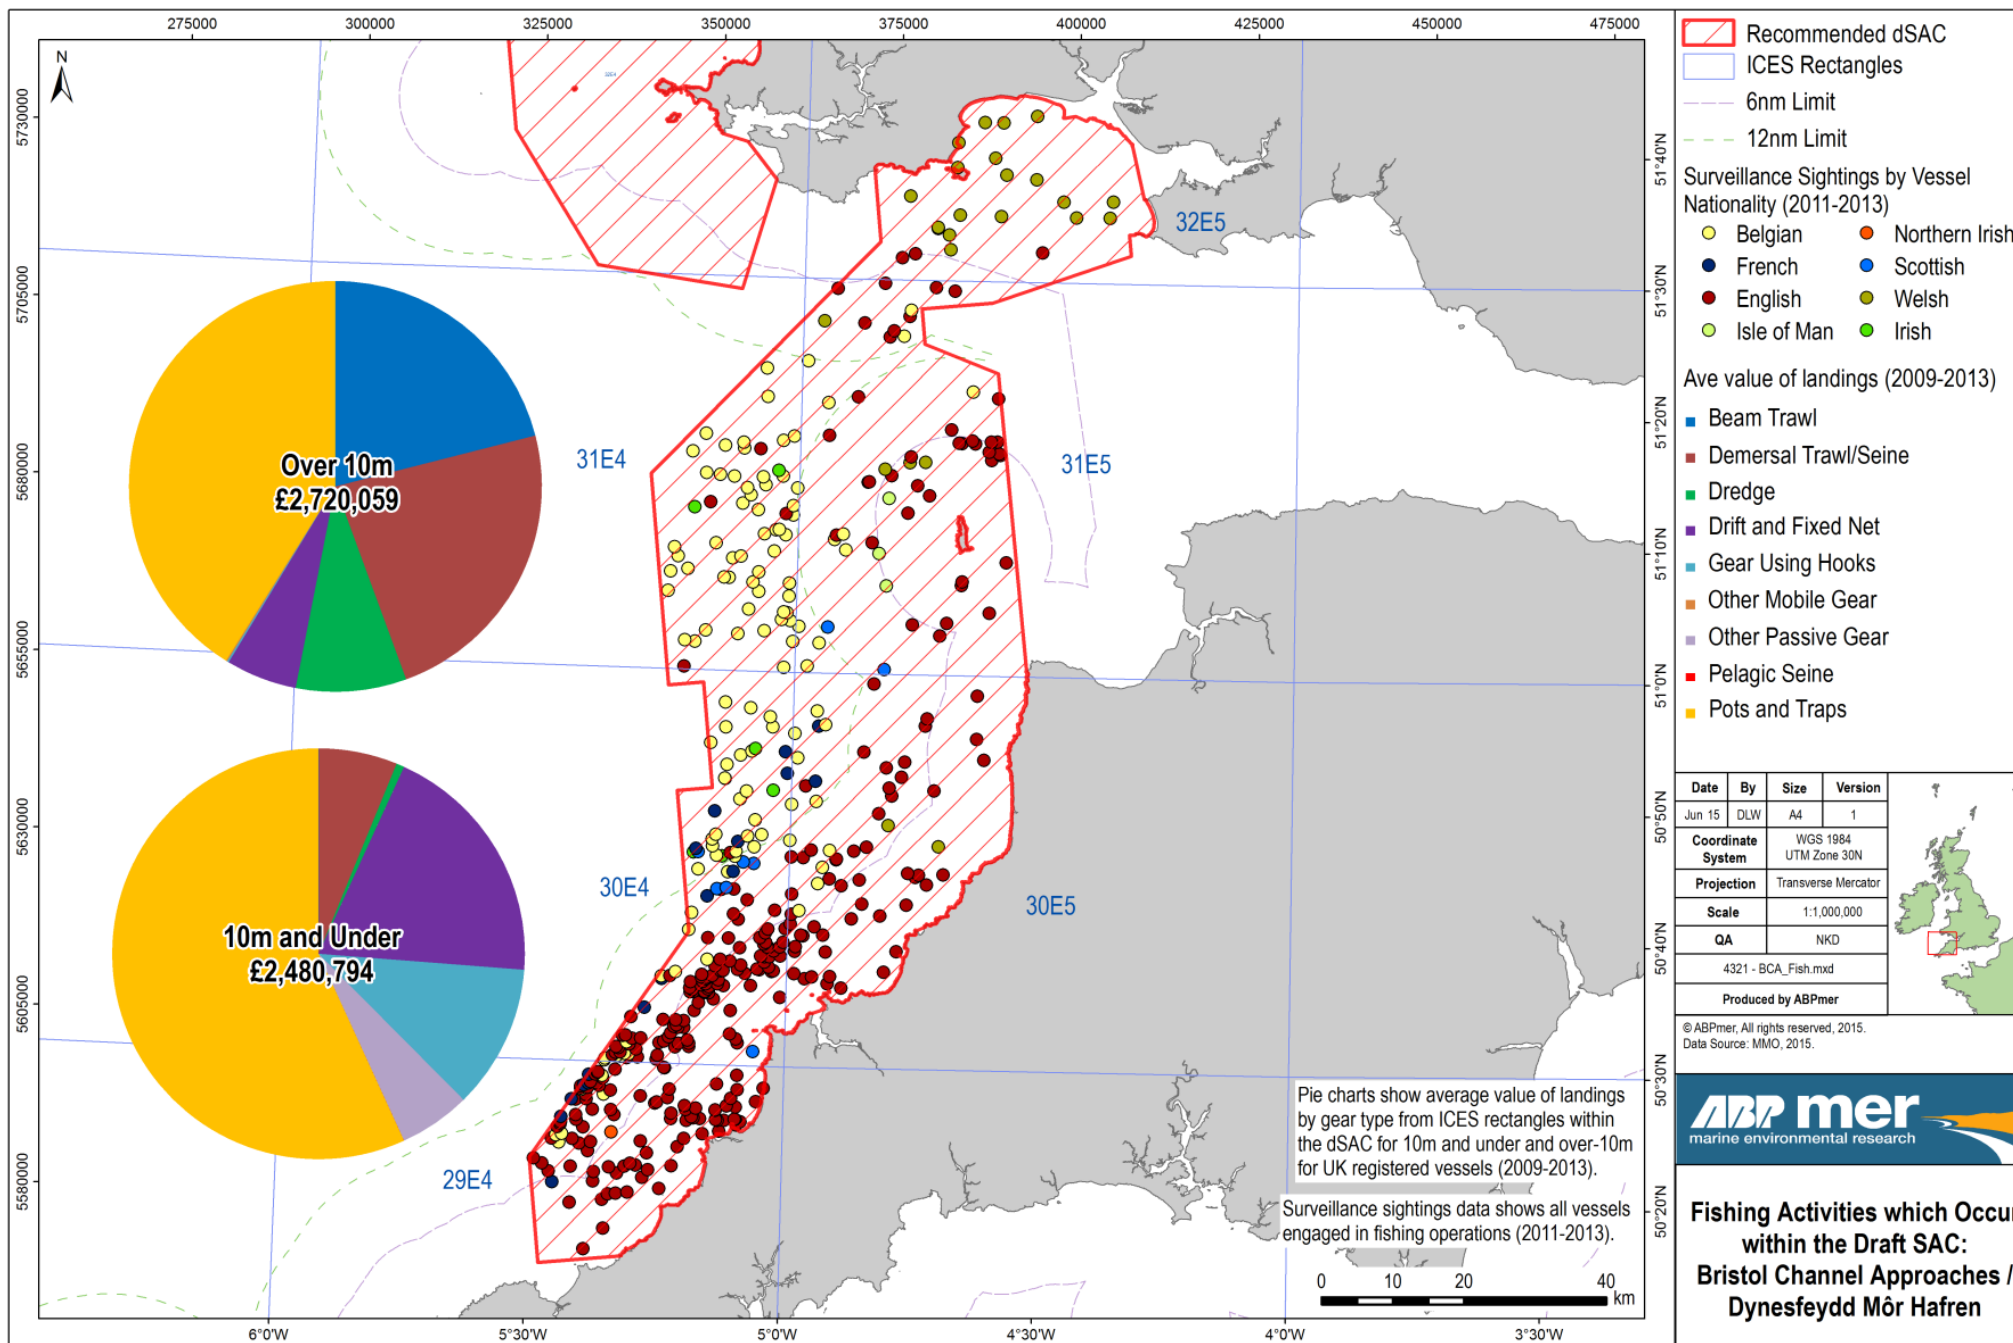 275000 300000 325000 350000 375000 400000 425000 450000 475000
N
5730000
5705000
5680000
5655000
5630000
5605000
5580000
51°40'N
51°30'N
51°20'N
51°10'N
51°0'N
50°50'N
50°40'N
50°30'N
50°20'N
6°0'W 5°30'W 5°0'W 4°30'W 4°0'W 3°30'W
32E4
32E5
31E4
31E5
30E4
30E5
29E4
Over 10m
£2,720,059
10m and Under
£2,480,794
Pie charts show average value of landings
by gear type from ICES rectangles within
the dSAC for 10m and under and over-10m
for UK registered vessels (2009-2013).
Surveillance sightings data shows all vessels
engaged in fishing operations (2011-2013).
0 10 20 40
km
Recommended dSAC
ICES Rectangles
6nm Limit
12nm Limit
Surveillance Sightings by Vessel
Nationality (2011-2013)
Belgian Northern Irish
French Scottish
English Welsh
Isle of Man Irish
Ave value of landings (2009-2013)
Beam Trawl
Demersal Trawl/Seine
Dredge
Drift and Fixed Net
Gear Using Hooks
Other Mobile Gear
Other Passive Gear
Pelagic Seine
Pots and Traps
Date By Size Version
Jun 15 DLW A4 1
Coordinate WGS 1984
System UTM Zone 30N
Projection Transverse Mercator
Scale 1:1,000,000
QA NKD
4321 - BCA_Fish.mxd
Produced by ABPmer
© ABPmer, All rights reserved, 2015.
Data Source: MMO, 2015.
ABP mer
marine environmental research
Fishing Activities which Occur
within the Draft SAC:
Bristol Channel Approaches /
Dynesfeydd Môr Hafren